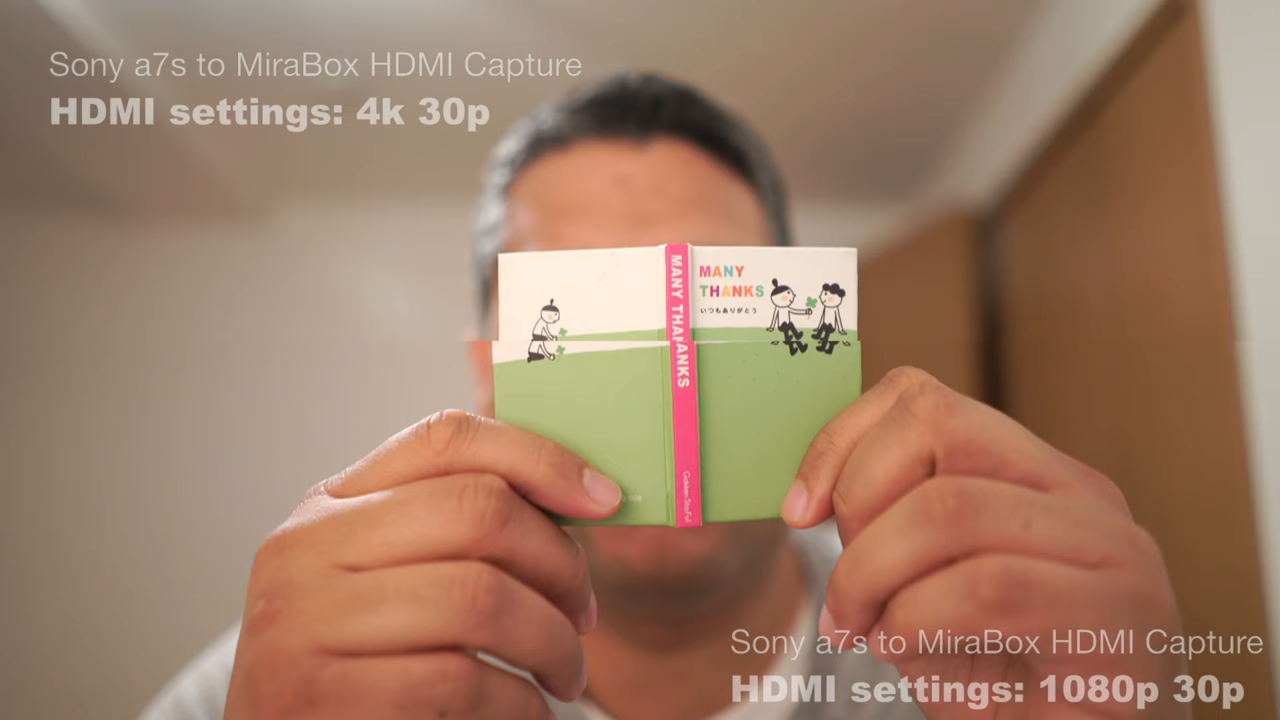 Sony a7s to MiraBox HDMI Capture
HDMI settings: 4k 30p
MANY THANKS
MANY
THANKS
いつもありがとう
Sony a7s to MiraBox HDMI Capture
HDMI settings: 1080p 30p